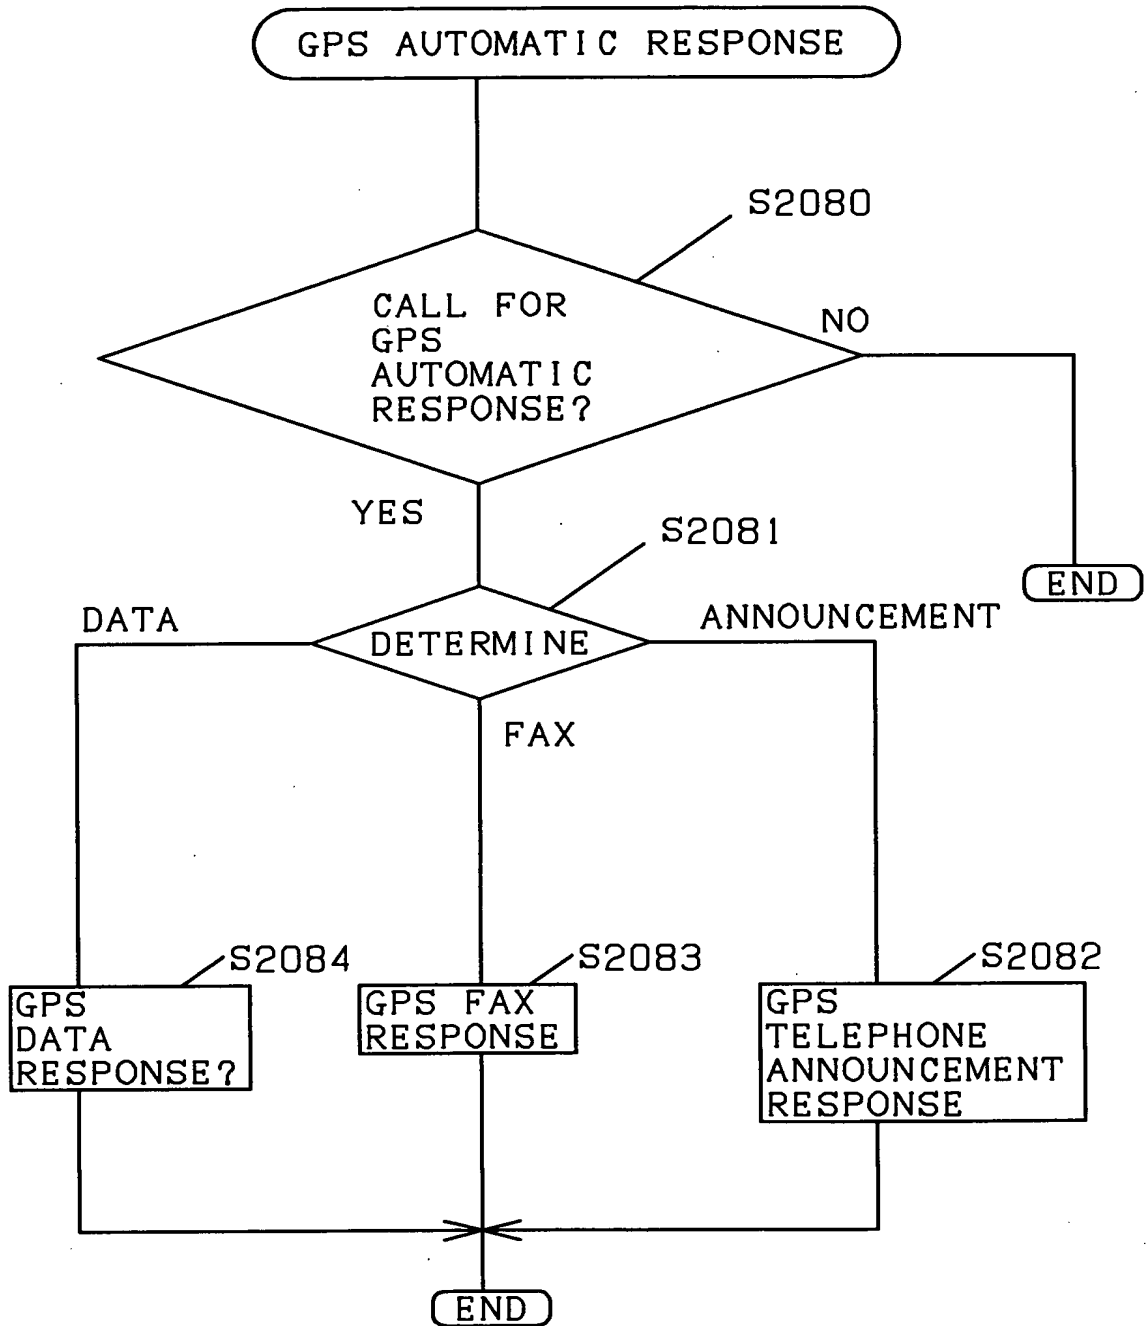 GPS AUTOMATIC RESPONSE
S2080
CALL FOR
GPS
AUTOMATIC
RESPONSE?
NO
YES
S2081
END
DATA
DETERMINE
ANNOUNCEMENT
FAX
S2084
GPS
DATA
RESPONSE?
S2083
GPS FAX
RESPONSE
S2082
GPS
TELEPHONE
ANNOUNCEMENT
RESPONSE
END